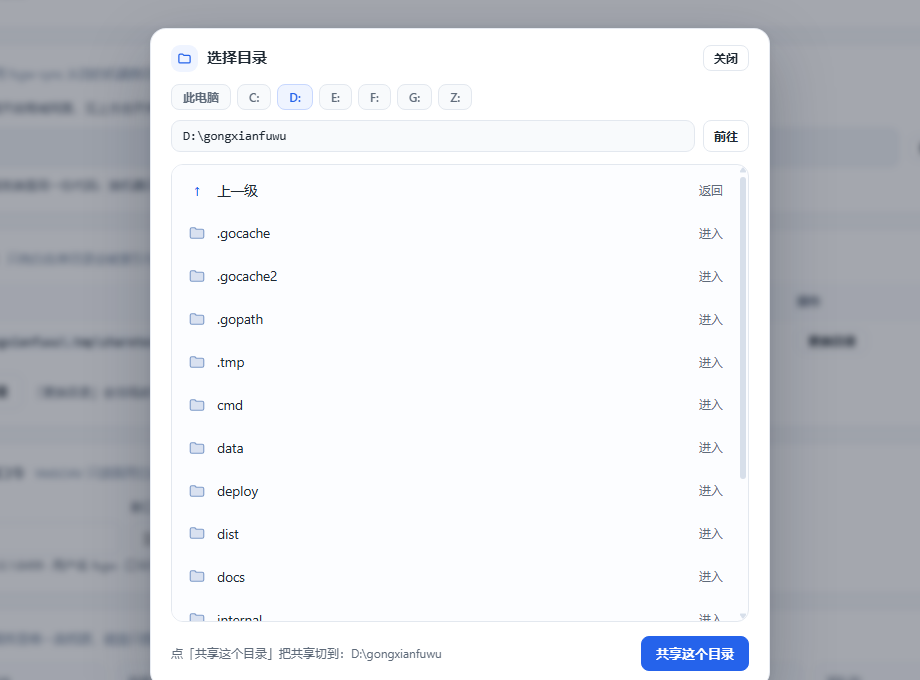 选择目录
关闭
此电脑 C: D: E: F: G: Z:
D:\gongxianfuwu
前往
↑ 上一级 返回
.gocache 进入
.gocache2 进入
.gopath 进入
.tmp 进入
cmd 进入
data 进入
deploy 进入
dist 进入
docs 进入
internal 进入
点「共享这个目录」把共享切到：D:\gongxianfuwu
共享这个目录